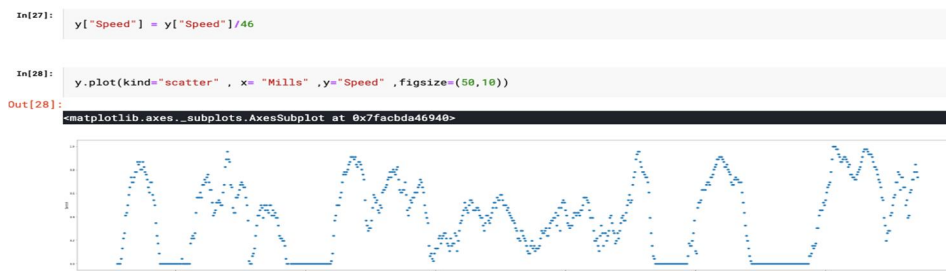 In[27]:
y["Speed"] = y["Speed"]/46
In[28]:
y.plot(kind="scatter" , x= "Mills" ,y="Speed" ,figsize=(50,10))
Out[28]:
<matplotlib.axes._subplots.AxesSubplot at 0x7facbda46940>